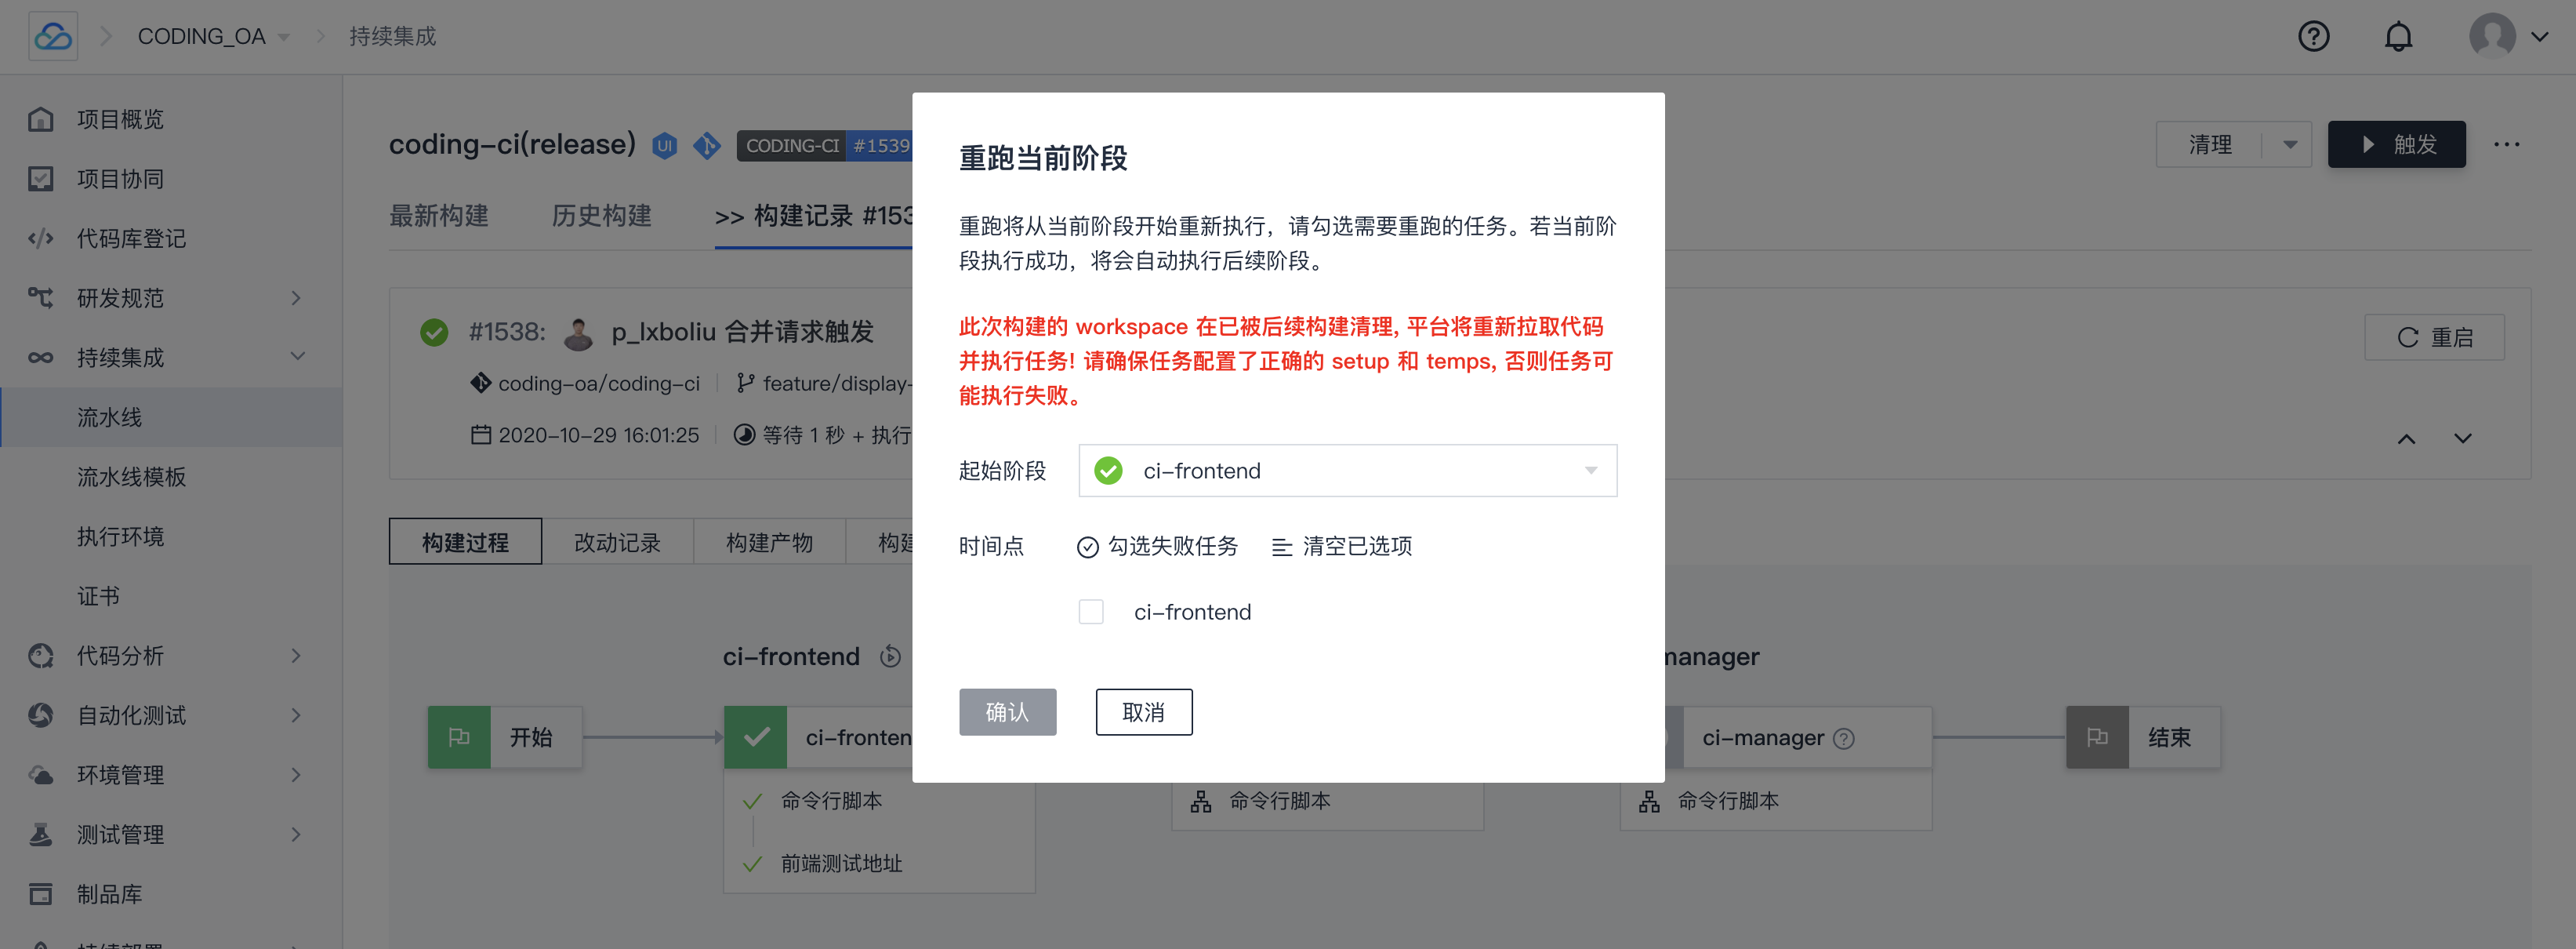 CODING_OA
持续集成
项目概览
项目协同
代码库登记
研发规范
持续集成
流水线
流水线模板
执行环境
证书
代码分析
自动化测试
环境管理
测试管理
制品库
coding-ci(release)
UI
CODING-CI #1539
清理
触发
最新构建
历史构建
>> 构建记录 #153
#1538:
p_lxboliu 合并请求触发
重启
coding-oa/coding-ci
feature/display-
2020-10-29 16:01:25
等待 1 秒 + 执行
构建过程
改动记录
构建产物
构建
ci-frontend
manager
开始
ci-fronten
ci-manager
结束
命令行脚本
前端测试地址
命令行脚本
命令行脚本
重跑当前阶段
重跑将从当前阶段开始重新执行，请勾选需要重跑的任务。若当前阶
段执行成功，将会自动执行后续阶段。
此次构建的 workspace 在已被后续构建清理, 平台将重新拉取代码
并执行任务! 请确保任务配置了正确的 setup 和 temps, 否则任务可
能执行失败。
起始阶段
ci-frontend
时间点
勾选失败任务
清空已选项
ci-frontend
确认
取消